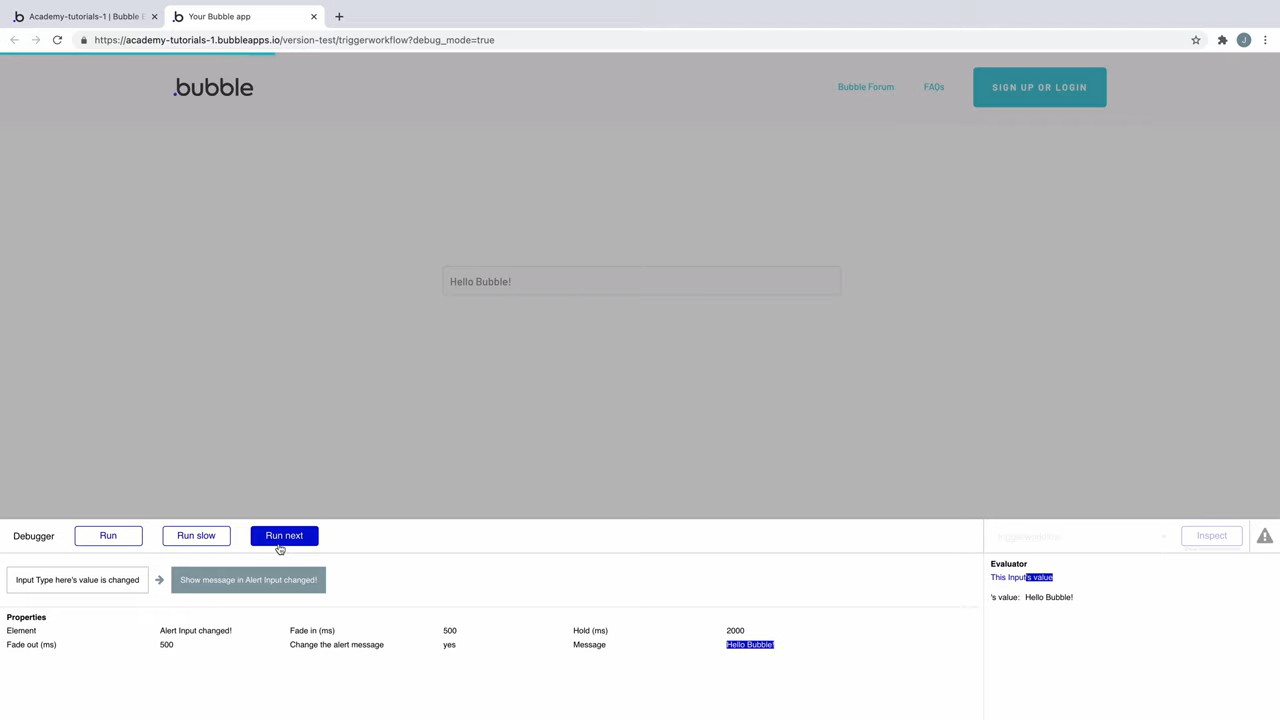 Academy-tutorials-1 | Bubble E
Your Bubble app
https://academy-tutorials-1.bubbleapps.io/version-test/triggerworkflow?debug_mode=true
J
.bubble
Bubble Forum
FAQs
SIGN UP OR LOGIN
Hello Bubble!
Debugger
Run
Run slow
Run next
triggerworkflow
Inspect
Input Type here's value is changed
Show message in Alert Input changed!
Evaluator
This Input's value
's value: Hello Bubble!
Properties
Element Alert Input changed! Fade in (ms) 500 Hold (ms) 2000
Fade out (ms) 500 Change the alert message yes Message Hello Bubble!